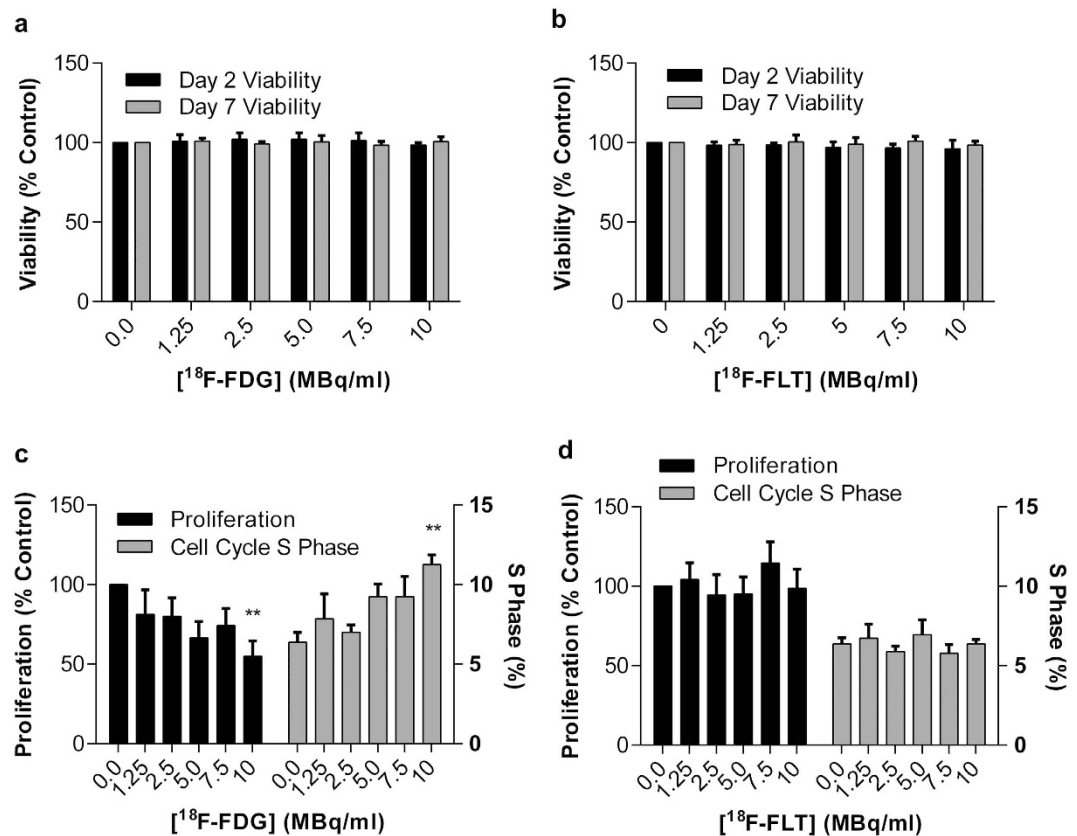 a
150
100
50
0
Viability (% Control)
Day 2 Viability
Day 7 Viability
0.0 1.25 2.5 5.0 7.5 10
[¹⁸F-FDG] (MBq/ml)
b
150
100
50
0
Viability (% Control)
Day 2 Viability
Day 7 Viability
0 1.25 2.5 5 7.5 10
[¹⁸F-FLT] (MBq/ml)
c
150
100
50
0
Proliferation (% Control)
Proliferation
Cell Cycle S Phase
**
**
15
10
5
0
S Phase (%)
0.0 1.25 2.5 5.0 7.5 10 0.0 1.25 2.5 5.0 7.5 10
[¹⁸F-FDG] (MBq/ml)
d
Proliferation
Cell Cycle S Phase
150
100
50
0
Proliferation (% Control)
15
10
5
0
S Phase (%)
0.0 1.25 2.5 5.0 7.5 10 0.0 1.25 2.5 5.0 7.5 10
[¹⁸F-FLT] (MBq/ml)